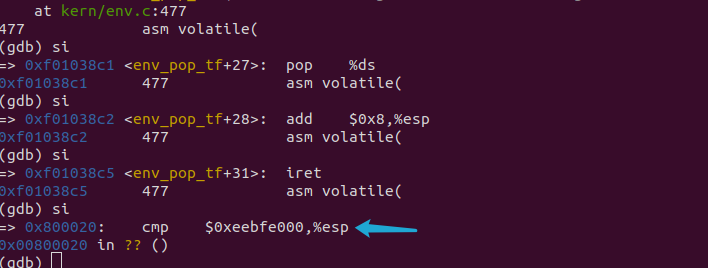 at kern/env.c:477
477 asm volatile(
(gdb) si
=> 0xf01038c1 <env_pop_tf+27>: pop %ds
0xf01038c1 477 asm volatile(
(gdb) si
=> 0xf01038c2 <env_pop_tf+28>: add $0x8,%esp
0xf01038c2 477 asm volatile(
(gdb) si
=> 0xf01038c5 <env_pop_tf+31>: iret
0xf01038c5 477 asm volatile(
(gdb) si
=> 0x800020: cmp $0xeebfe000,%esp
0x00800020 in ?? ()
(gdb)